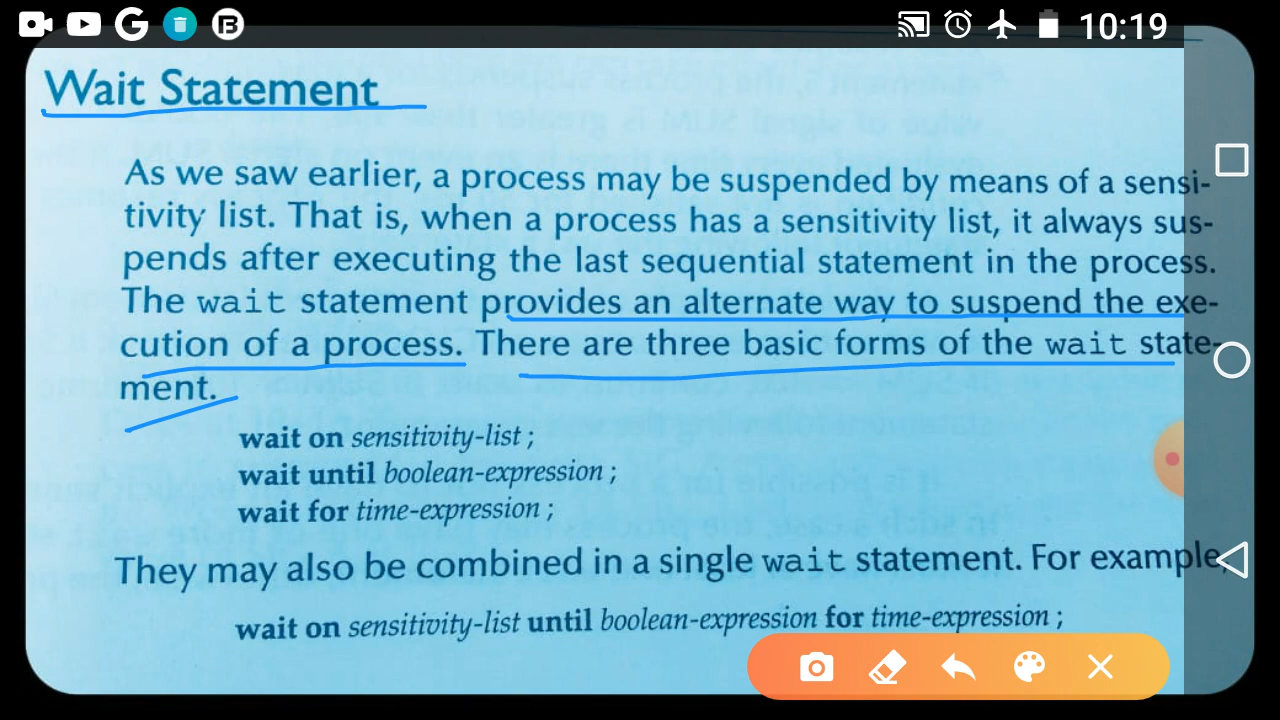 10:19
Wait Statement
As we saw earlier, a process may be suspended by means of a sensi-
tivity list. That is, when a process has a sensitivity list, it always sus-
pends after executing the last sequential statement in the process.
The wait statement provides an alternate way to suspend the exe-
cution of a process. There are three basic forms of the wait state-
ment.
wait on sensitivity-list ;
wait until boolean-expression ;
wait for time-expression ;
They may also be combined in a single wait statement. For example,
wait on sensitivity-list until boolean-expression for time-expression ;